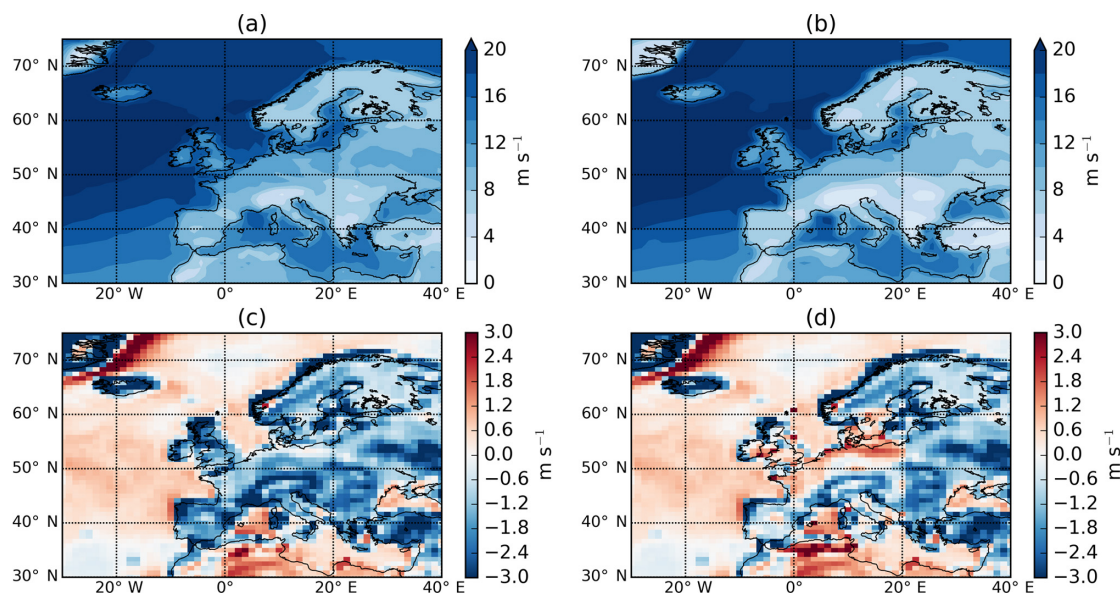 (a) (b)
70° N 20 70° N 20
16 16
60° N 60° N
12 m s⁻¹ 12 m s⁻¹
50° N 50° N
8 8
40° N 4 40° N 4
30° N 0 30° N 0
20° W 0° 20° E 40° E 20° W 0° 20° E 40° E
(c) (d)
3.0 3.0
70° N 2.4 70° N 2.4
1.8 1.8
60° N 1.2 60° N 1.2
0.6 0.6
0.0 m s⁻¹ 0.0 m s⁻¹
50° N −0.6 50° N −0.6
−1.2 −1.2
40° N −1.8 40° N −1.8
−2.4 −2.4
30° N −3.0 30° N −3.0
20° W 0° 20° E 40° E 20° W 0° 20° E 40° E